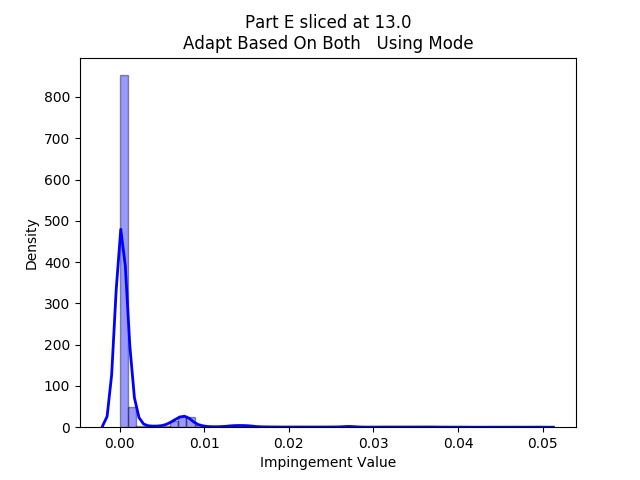 Part E sliced at 13.0
Adapt Based On Both   Using Mode
800
700
600
500
400
300
200
100
0
Density
0.00 0.01 0.02 0.03 0.04 0.05
Impingement Value